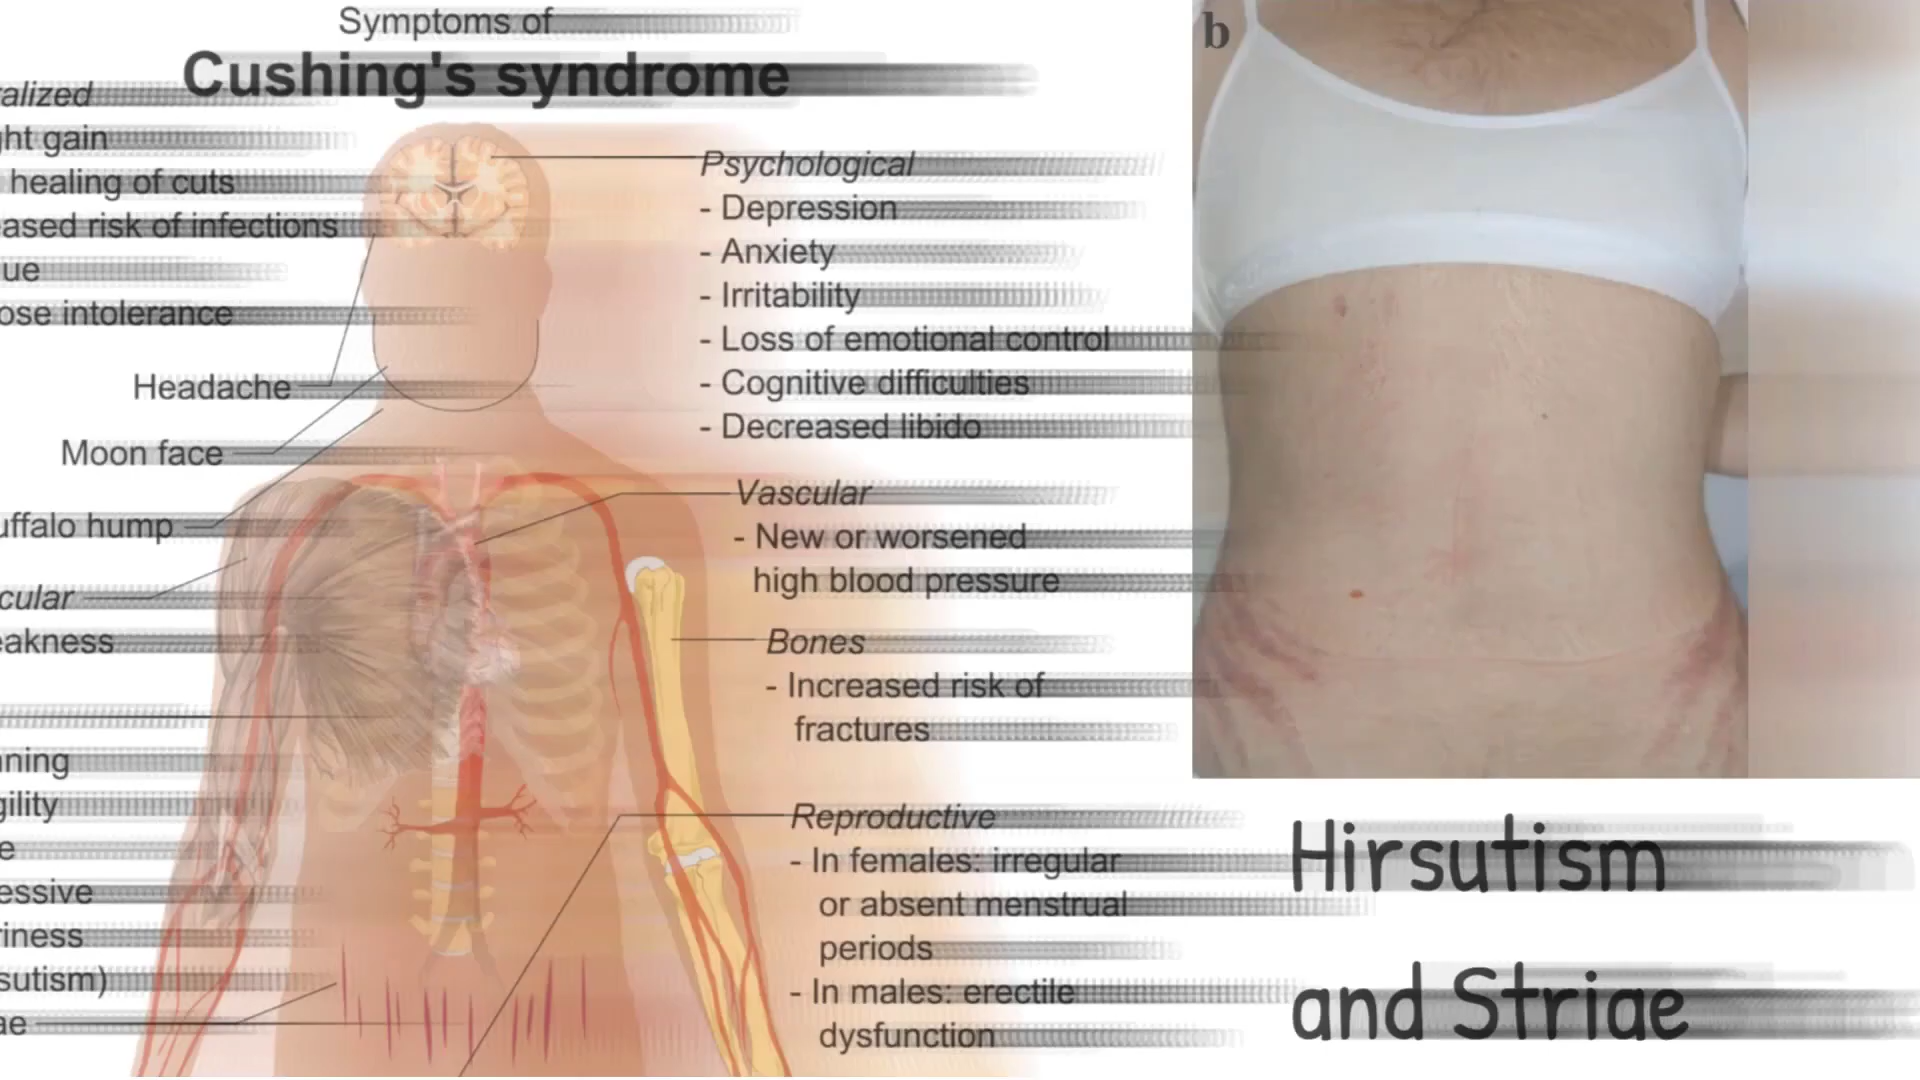 Symptoms of
Cushing's syndrome
alized
ht gain
healing of cuts
ased risk of infections
ue
ose intolerance
Headache
Moon face
uffalo hump
cular
eakness
nning
gility
e
essive
riness
sutism)
ae
Psychological
- Depression
- Anxiety
- Irritability
- Loss of emotional control
- Cognitive difficulties
- Decreased libido
Vascular
- New or worsened
high blood pressure
Bones
- Increased risk of
fractures
Reproductive
- In females: irregular
or absent menstrual
periods
- In males: erectile
dysfunction
b
Hirsutism
and Striae